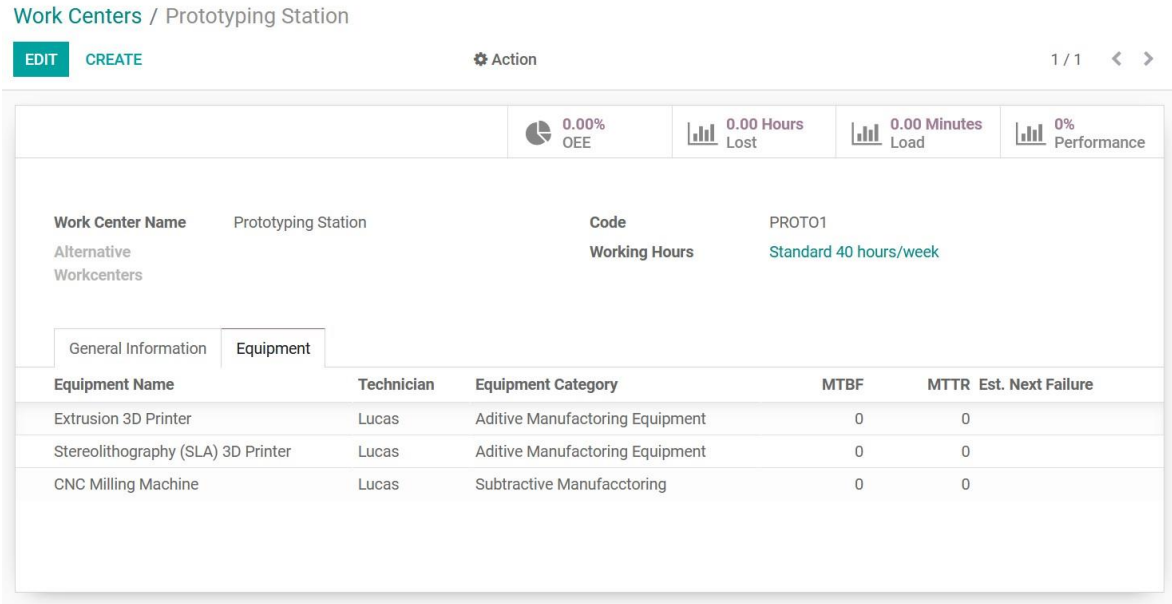 Work Centers / Prototyping Station
EDIT CREATE Action 1 / 1
0.00% OEE
0.00 Hours Lost
0.00 Minutes Load
0% Performance
Work Center Name Prototyping Station Code PROTO1
Alternative Workcenters Working Hours Standard 40 hours/week
General Information Equipment
Equipment Name Technician Equipment Category MTBF MTTR Est. Next Failure
Extrusion 3D Printer Lucas Aditive Manufactoring Equipment 0 0
Stereolithography (SLA) 3D Printer Lucas Aditive Manufactoring Equipment 0 0
CNC Milling Machine Lucas Subtractive Manufacctoring 0 0